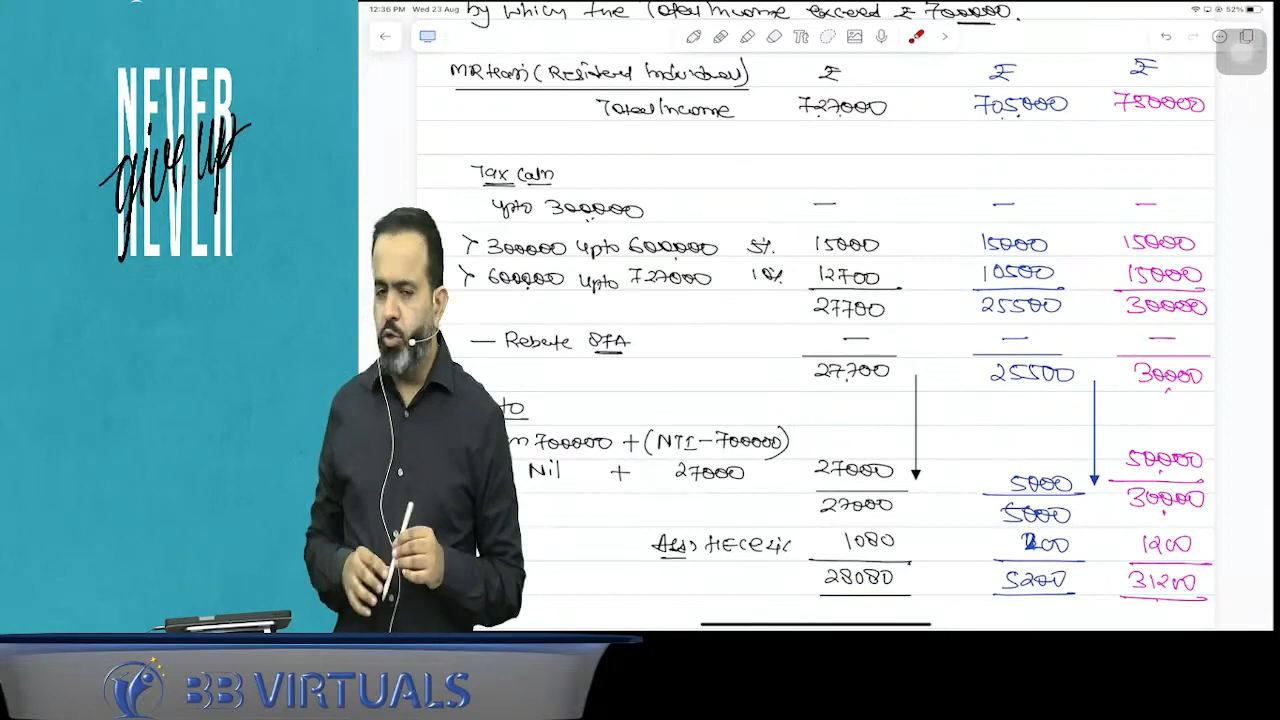 12:36 PM Wed 23 Aug
52%
by which the Total Income exceed ₹ 700000.
NEVER
give up
NEVER
(Resident Individual) ₹ ₹ ₹
Total Income 727000 705000 750000
Tax Caln
upto 300000 — — —
> 300000 upto 600000 5% 15000 15000 15000
> 600000 upto 727000 10% 12700 10500 15000
27700 25500 30000
— Rebate 87A — — —
27700 25500 30000
to
700000 + (NTI - 700000) 50000
Nil + 27000 27000 5000
27000 5000 30000
Add: HEC @ 4% 1080 200 1200
28080 5200 31200
BB VIRTUALS